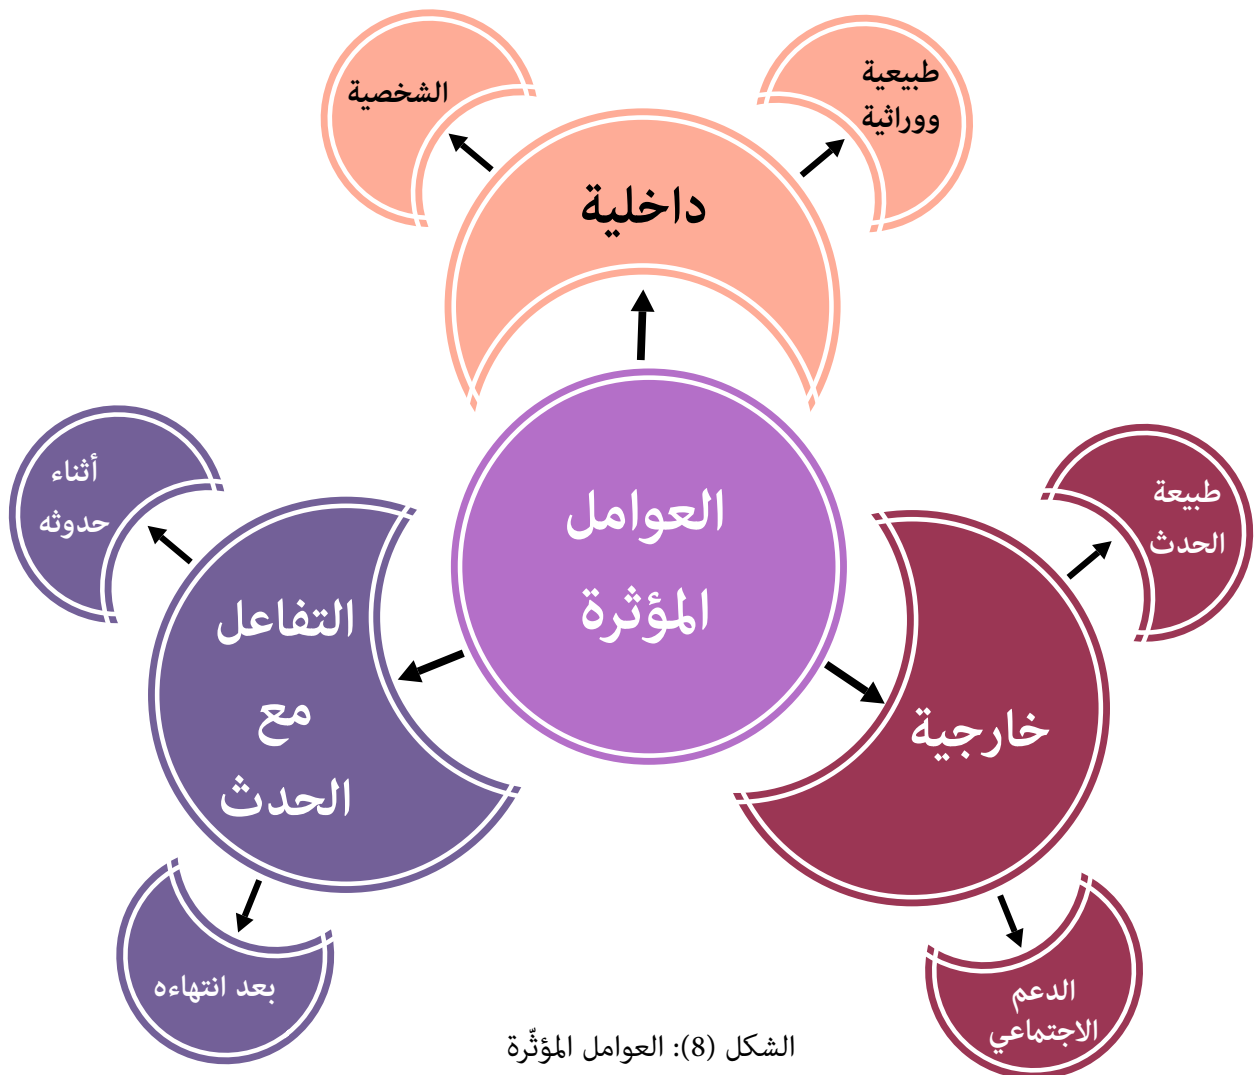 طبيعية
ووراثية
الشخصية
داخلية
العوامل
المؤثرة
طبيعة
الحدث
خارجية
الدعم
الاجتماعي
أثناء
حدوثه
التفاعل
مع
الحدث
بعد انتهاءه
الشكل (8): العوامل المؤثّرة